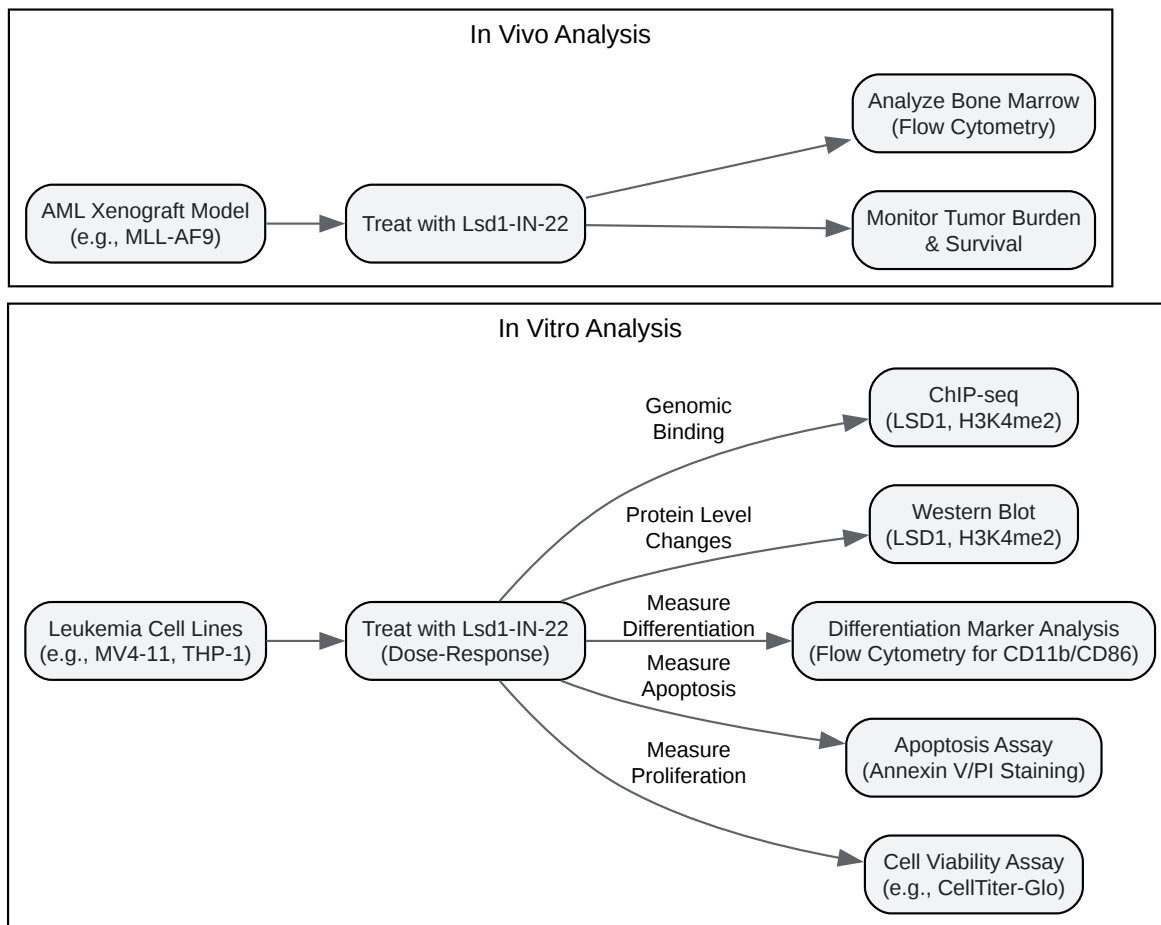 In Vivo Analysis
Analyze Bone Marrow
(Flow Cytometry)
AML Xenograft Model
(e.g., MLL-AF9)
Treat with Lsd1-IN-22
Monitor Tumor Burden
& Survival
In Vitro Analysis
Genomic
Binding
ChIP-seq
(LSD1, H3K4me2)
Protein Level
Changes
Western Blot
(LSD1, H3K4me2)
Leukemia Cell Lines
(e.g., MV4-11, THP-1)
Treat with Lsd1-IN-22
(Dose-Response)
Measure
Differentiation
Differentiation Marker Analysis
(Flow Cytometry for CD11b/CD86)
Measure
Apoptosis
Apoptosis Assay
(Annexin V/PI Staining)
Measure
Proliferation
Cell Viability Assay
(e.g., CellTiter-Glo)